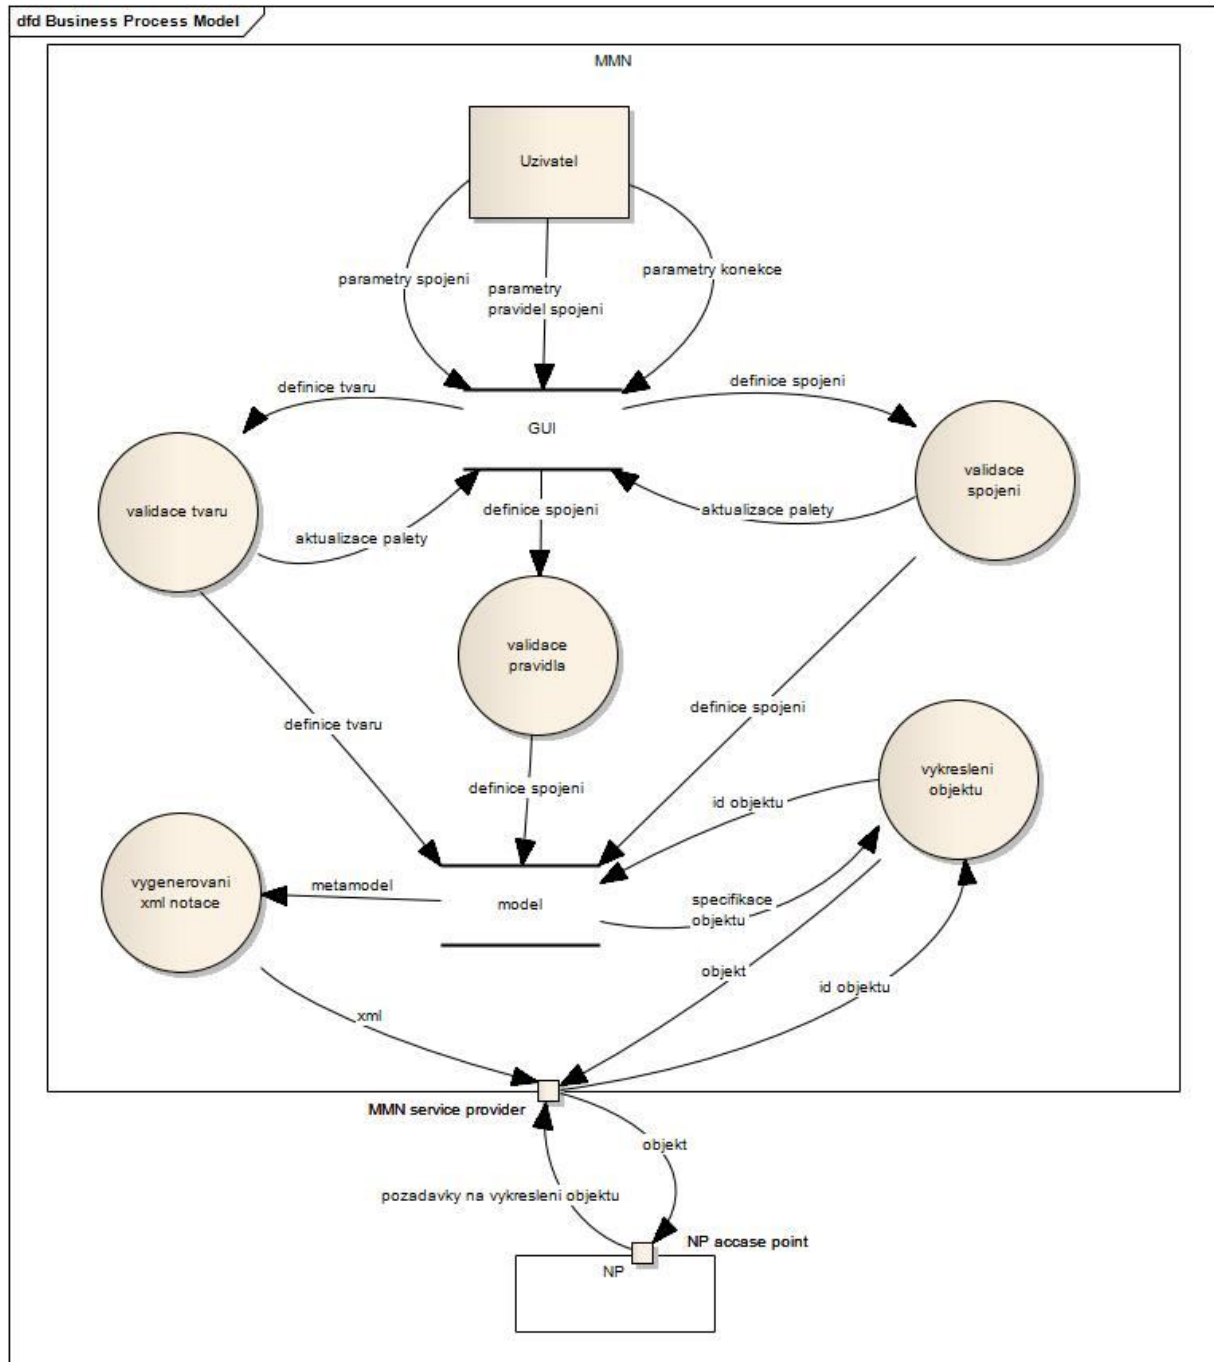 dfd Business Process Model
MMN
Uzivatel
parametry spojeni
parametry
pravidel spojeni
parametry konekce
definice tvaru
definice spojeni
GUI
validace tvaru
aktualizace palety
definice spojeni
aktualizace palety
validace
spojeni
validace
pravidla
definice tvaru
definice spojeni
definice spojeni
vykresleni
objektu
id objektu
vygenerovani
xml notace
metamodel
model
specifikace
objektu
objekt
id objektu
xml
MMN service provider
objekt
pozadavky na vykresleni objektu
NP accase point
NP